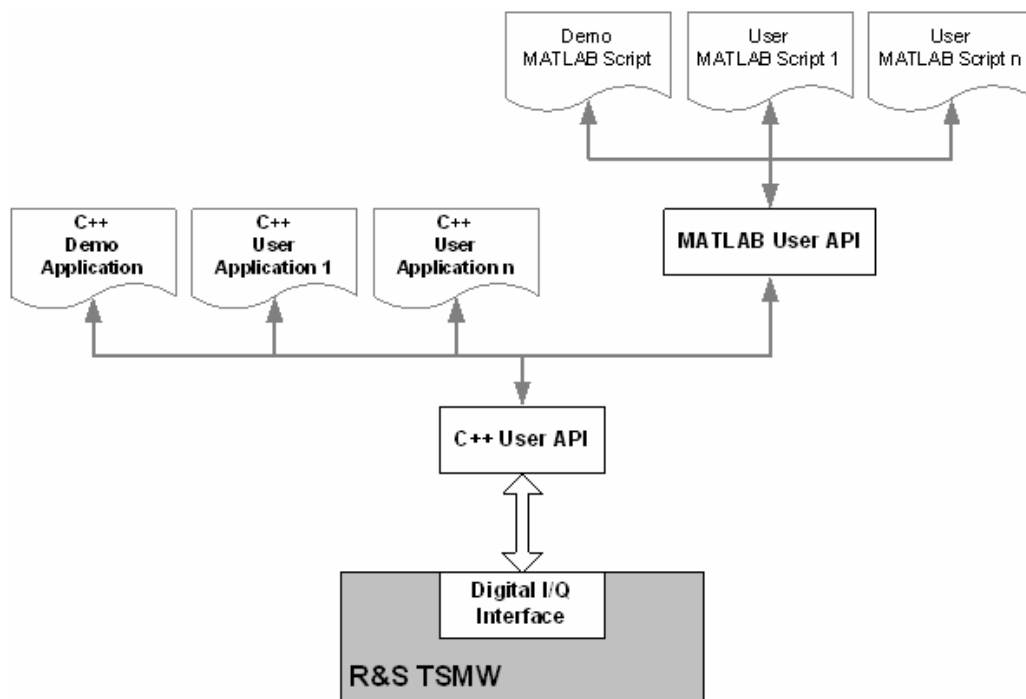 Demo
MATLAB Script
User
MATLAB Script 1
User
MATLAB Script n
C++
Demo
Application
C++
User
Application 1
C++
User
Application n
MATLAB User API
C++ User API
Digital I/Q
Interface
R&S TSMW